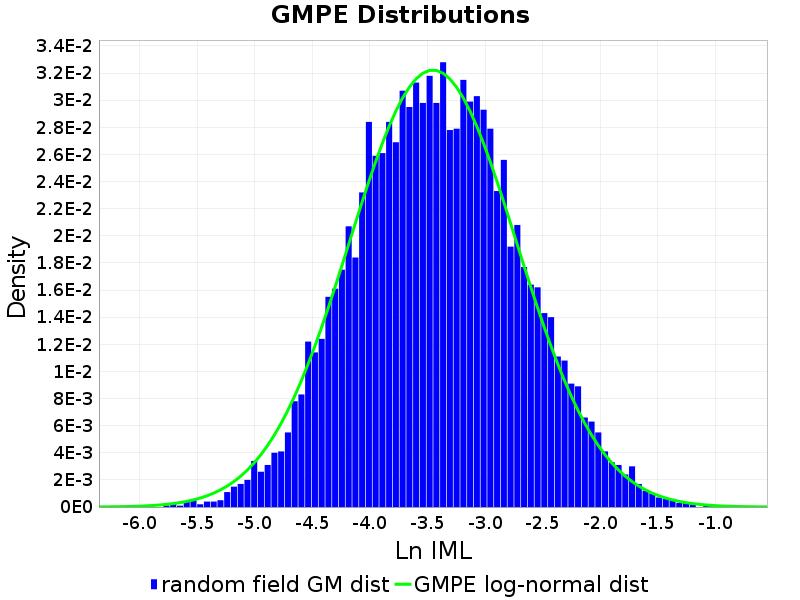 GMPE Distributions
3.4E-2
3.2E-2
3E-2
2.8E-2
2.6E-2
2.4E-2
2.2E-2
2E-2
1.8E-2
1.6E-2
1.4E-2
1.2E-2
1E-2
8E-3
6E-3
4E-3
2E-3
0E0
Density
-6.0 -5.5 -5.0 -4.5 -4.0 -3.5 -3.0 -2.5 -2.0 -1.5 -1.0
Ln IML
random field GM dist GMPE log-normal dist